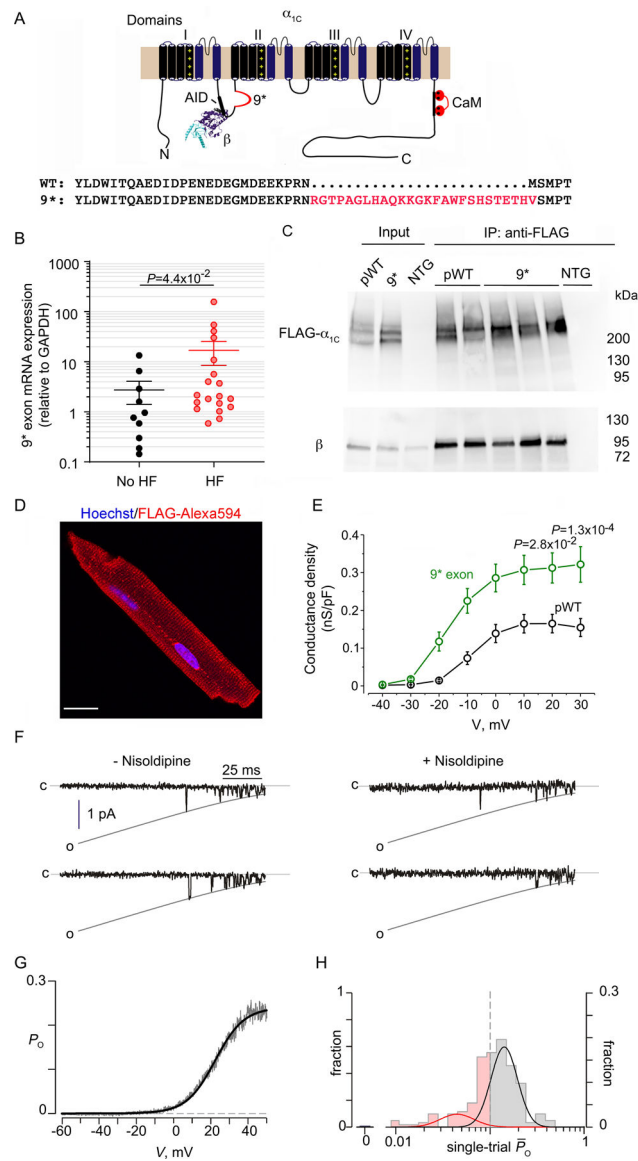 A
Domains
α1C
I
II
III
IV
AID
9*
CaM
β
N
C
WT: YLDWITQAEDIDPENEDEGMDEEKPRN........................MSMPT
9*: YLDWITQAEDIDPENEDEGMDEEKPRNRGTPAGLHAQKKGKFAWFSHSTETHVSMPT
B
P=4.4x10-2
9* exon mRNA expression
(relative to GAPDH)
1000
100
10
1
0.1
No HF
HF
C
Input
IP: anti-FLAG
pWT
9*
NTG
pWT
9*
NTG
kDa
FLAG-α1C
200
130
95
β
130
95
72
D
Hoechst/FLAG-Alexa594
E
P=1.3x10-4
P=2.8x10-2
9* exon
pWT
Conductance density
(nS/pF)
0.4
0.3
0.2
0.1
0
-40 -30 -20 -10 0 10 20 30
V, mV
F
- Nisoldipine
+ Nisoldipine
25 ms
c
c
1 pA
o
o
c
c
o
o
G
0.3
PO
0
-60 -40 -20 0 20 40
V, mV
H
1
0.3
fraction
fraction
0
0
0 0.01 0.1 1
single-trial P̅O